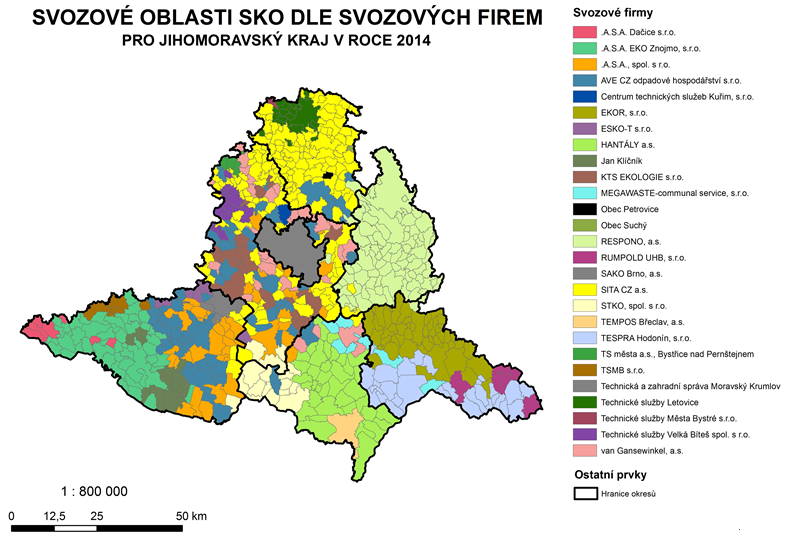 SVOZOVÉ OBLASTI SKO DLE SVOZOVÝCH FIREM
PRO JIHOMORAVSKÝ KRAJ V ROCE 2014
Svozové firmy
.A.S.A. Dačice s.r.o.
.A.S.A. EKO Znojmo, s.r.o.
.A.S.A., spol. s r.o.
AVE CZ odpadové hospodářství s.r.o.
Centrum technických služeb Kuřim, s.r.o.
EKOR, s.r.o.
ESKO-T s.r.o.
HANTÁLY a.s.
Jan Klíčník
KTS EKOLOGIE s.r.o.
MEGAWASTE-communal service, s.r.o.
Obec Petrovice
Obec Suchý
RESPONO, a.s.
RUMPOLD UHB, s.r.o.
SAKO Brno, a.s.
SITA CZ a.s.
STKO, spol. s r.o.
TEMPOS Břeclav, a.s.
TESPRA Hodonín, s.r.o.
TS města a.s., Bystřice nad Pernštejnem
TSMB s.r.o.
Technická a zahradní správa Moravský Krumlov
Technické služby Letovice
Technické služby Města Bystré s.r.o.
Technické služby Velká Bíteš spol. s r.o.
van Gansewinkel, a.s.
Ostatní prvky
Hranice okresů
1 : 800 000
0 12,5 25 50 km